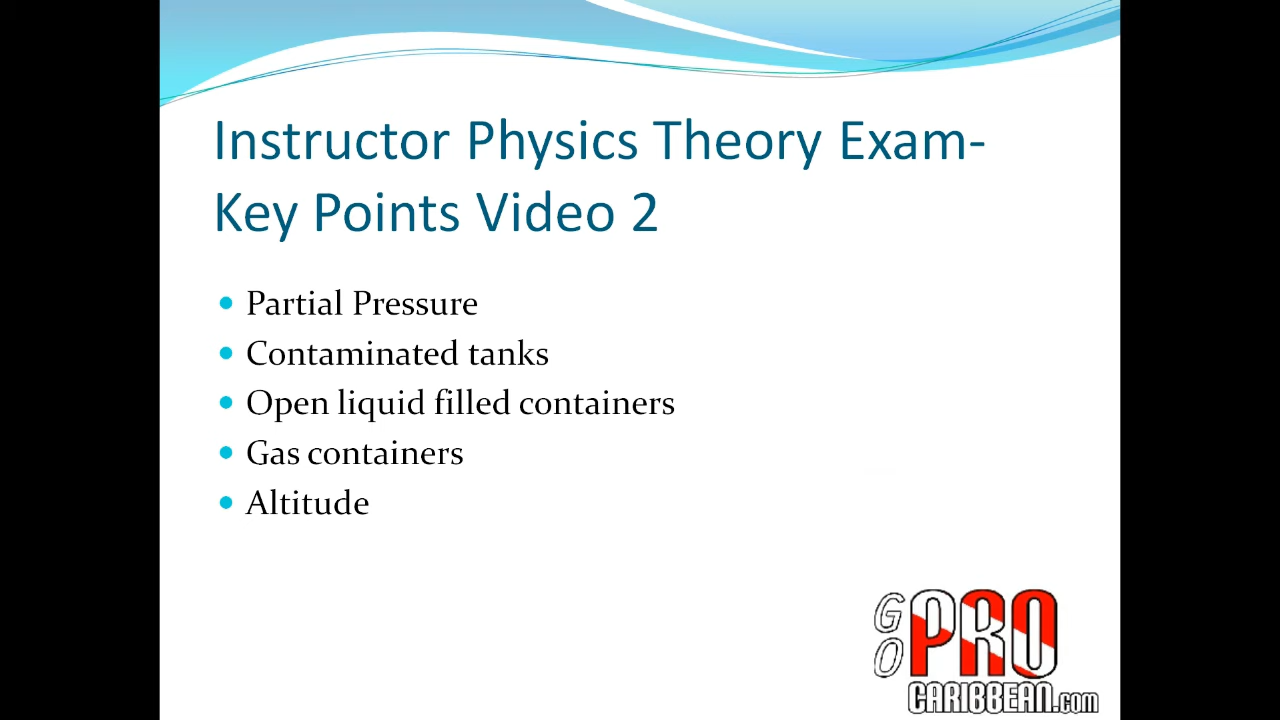 Instructor Physics Theory Exam-
Key Points Video 2
Partial Pressure
Contaminated tanks
Open liquid filled containers
Gas containers
Altitude
GO PRO
CARIBBEAN.com